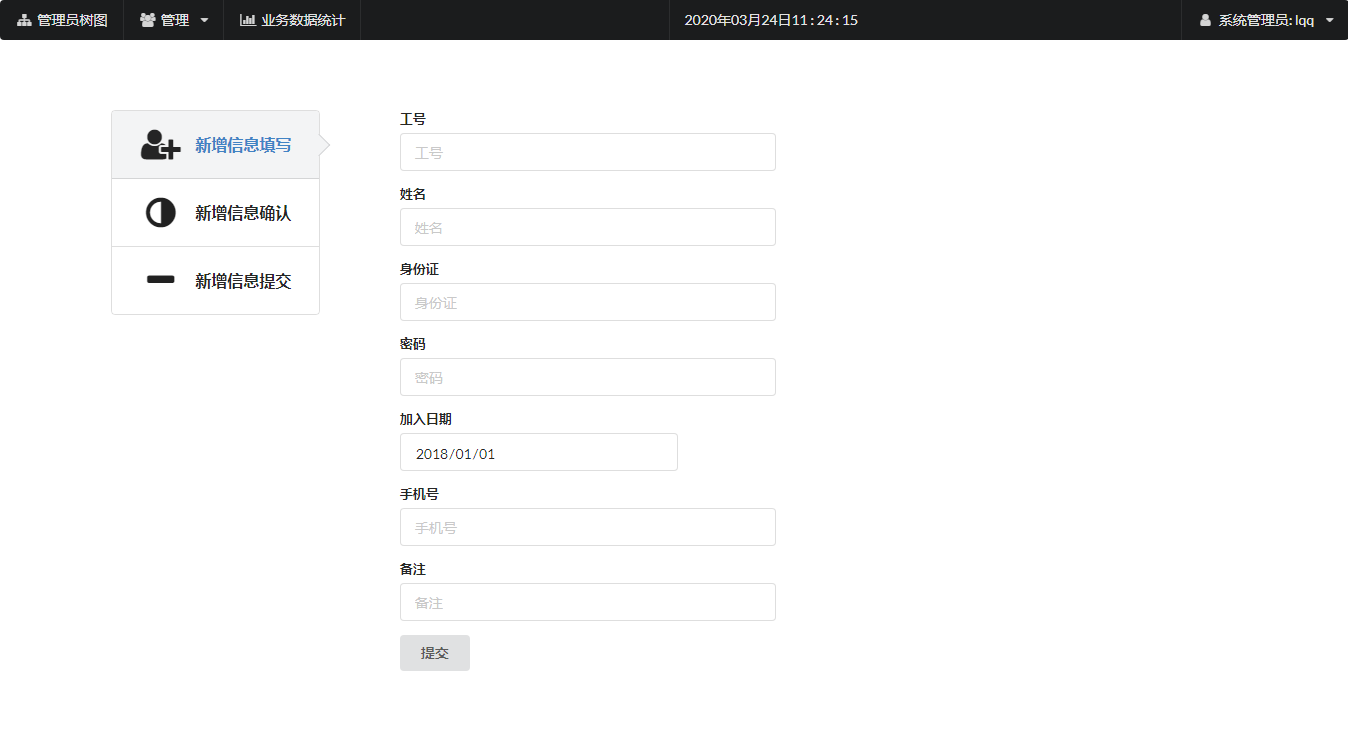 管理员树图 管理 业务数据统计 2020年03月24日11:24:15 系统管理员: lqq
新增信息填写
新增信息确认
新增信息提交
工号
工号
姓名
姓名
身份证
身份证
密码
密码
加入日期
2018/01/01
手机号
手机号
备注
备注
提交